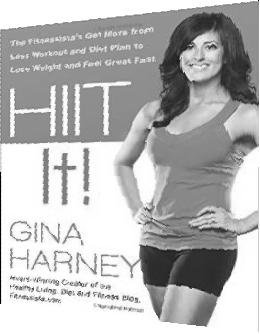 The Fitnessista's Get More from
Less Workout and Diet Plan to
Lose Weight and Feel Great Fast
HIIT
It!
GINA
HARNEY
Award-Winning Creator of the
Healthy Living, Diet and Fitness Blog,
Fitnessista.com